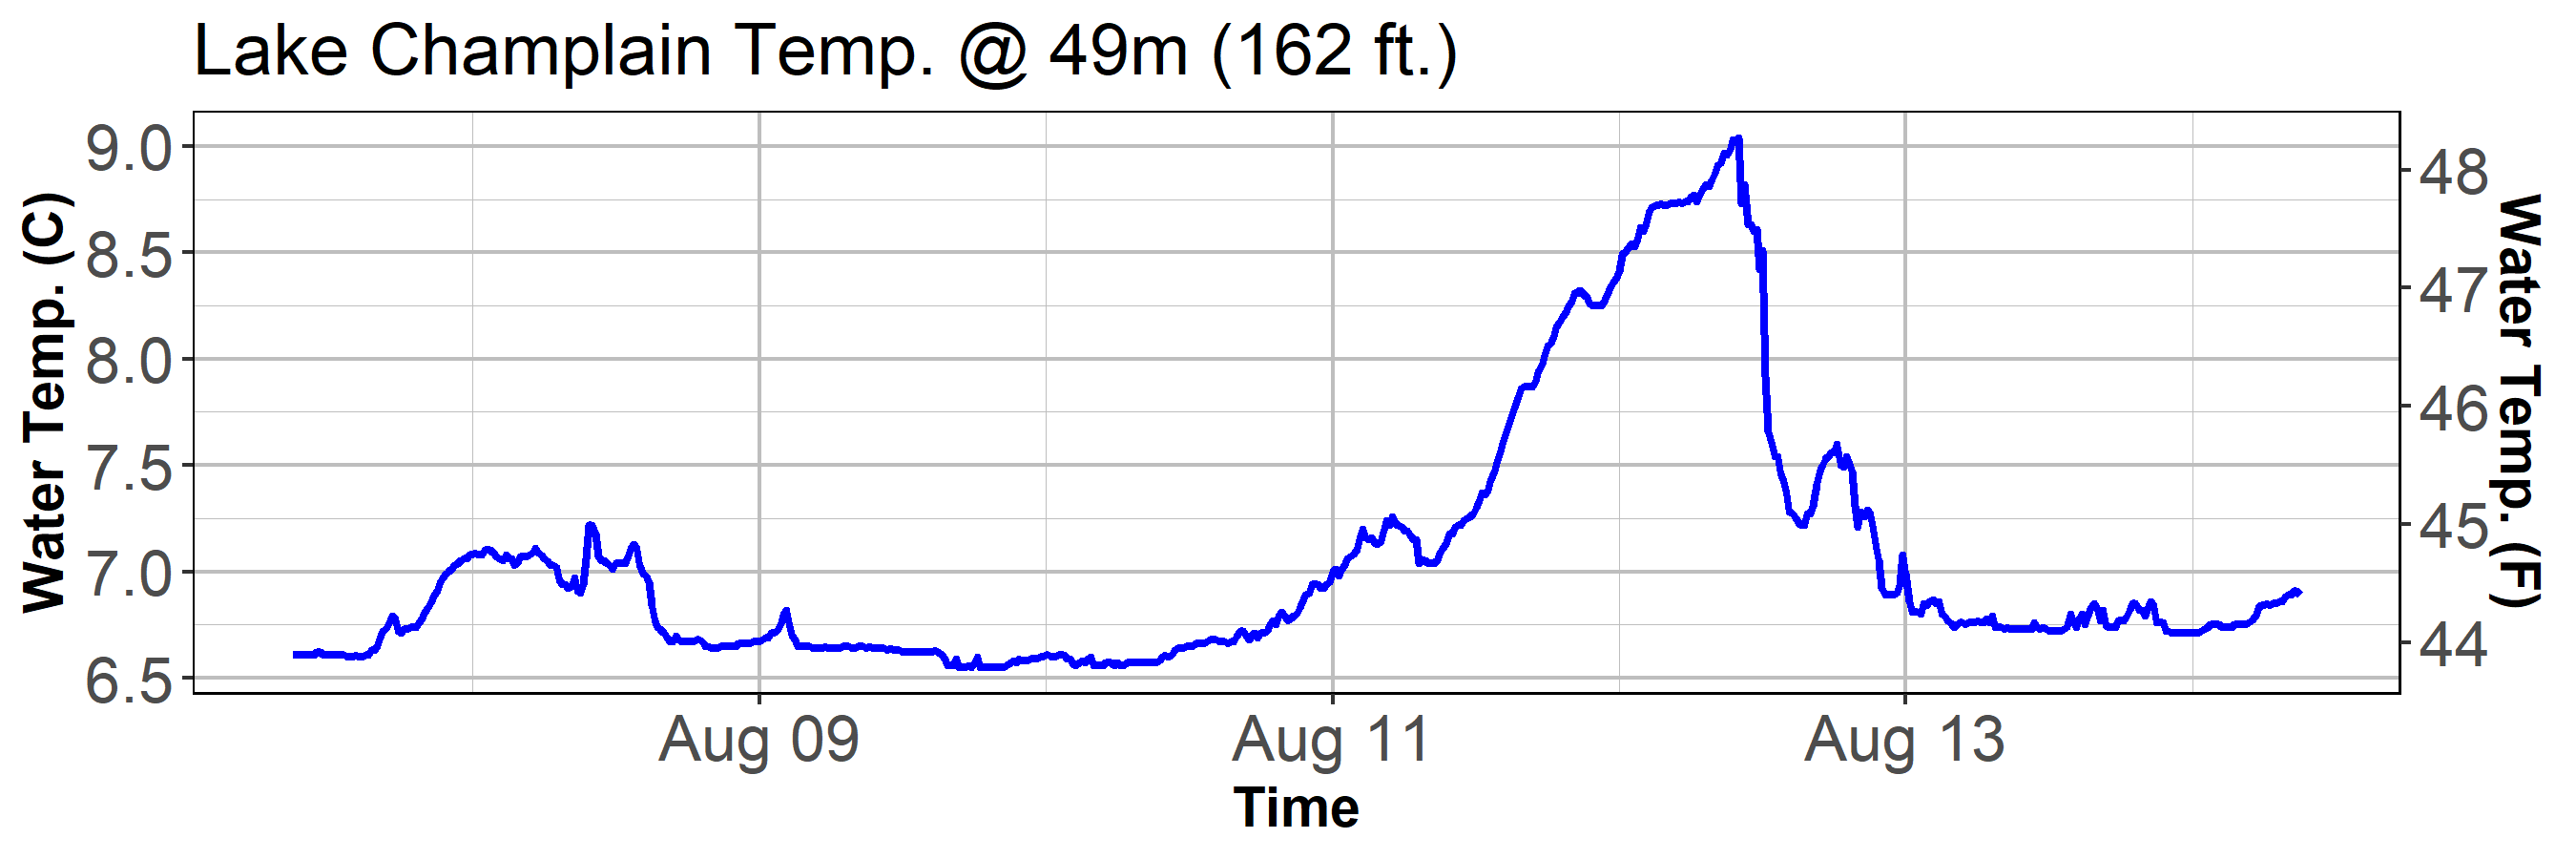 Lake Champlain Temp. @ 49m (162 ft.)
Water Temp. (C)
9.0
8.5
8.0
7.5
7.0
6.5
48
47
46
45
44
Water Temp. (F)
Aug 09 Aug 11 Aug 13
Time